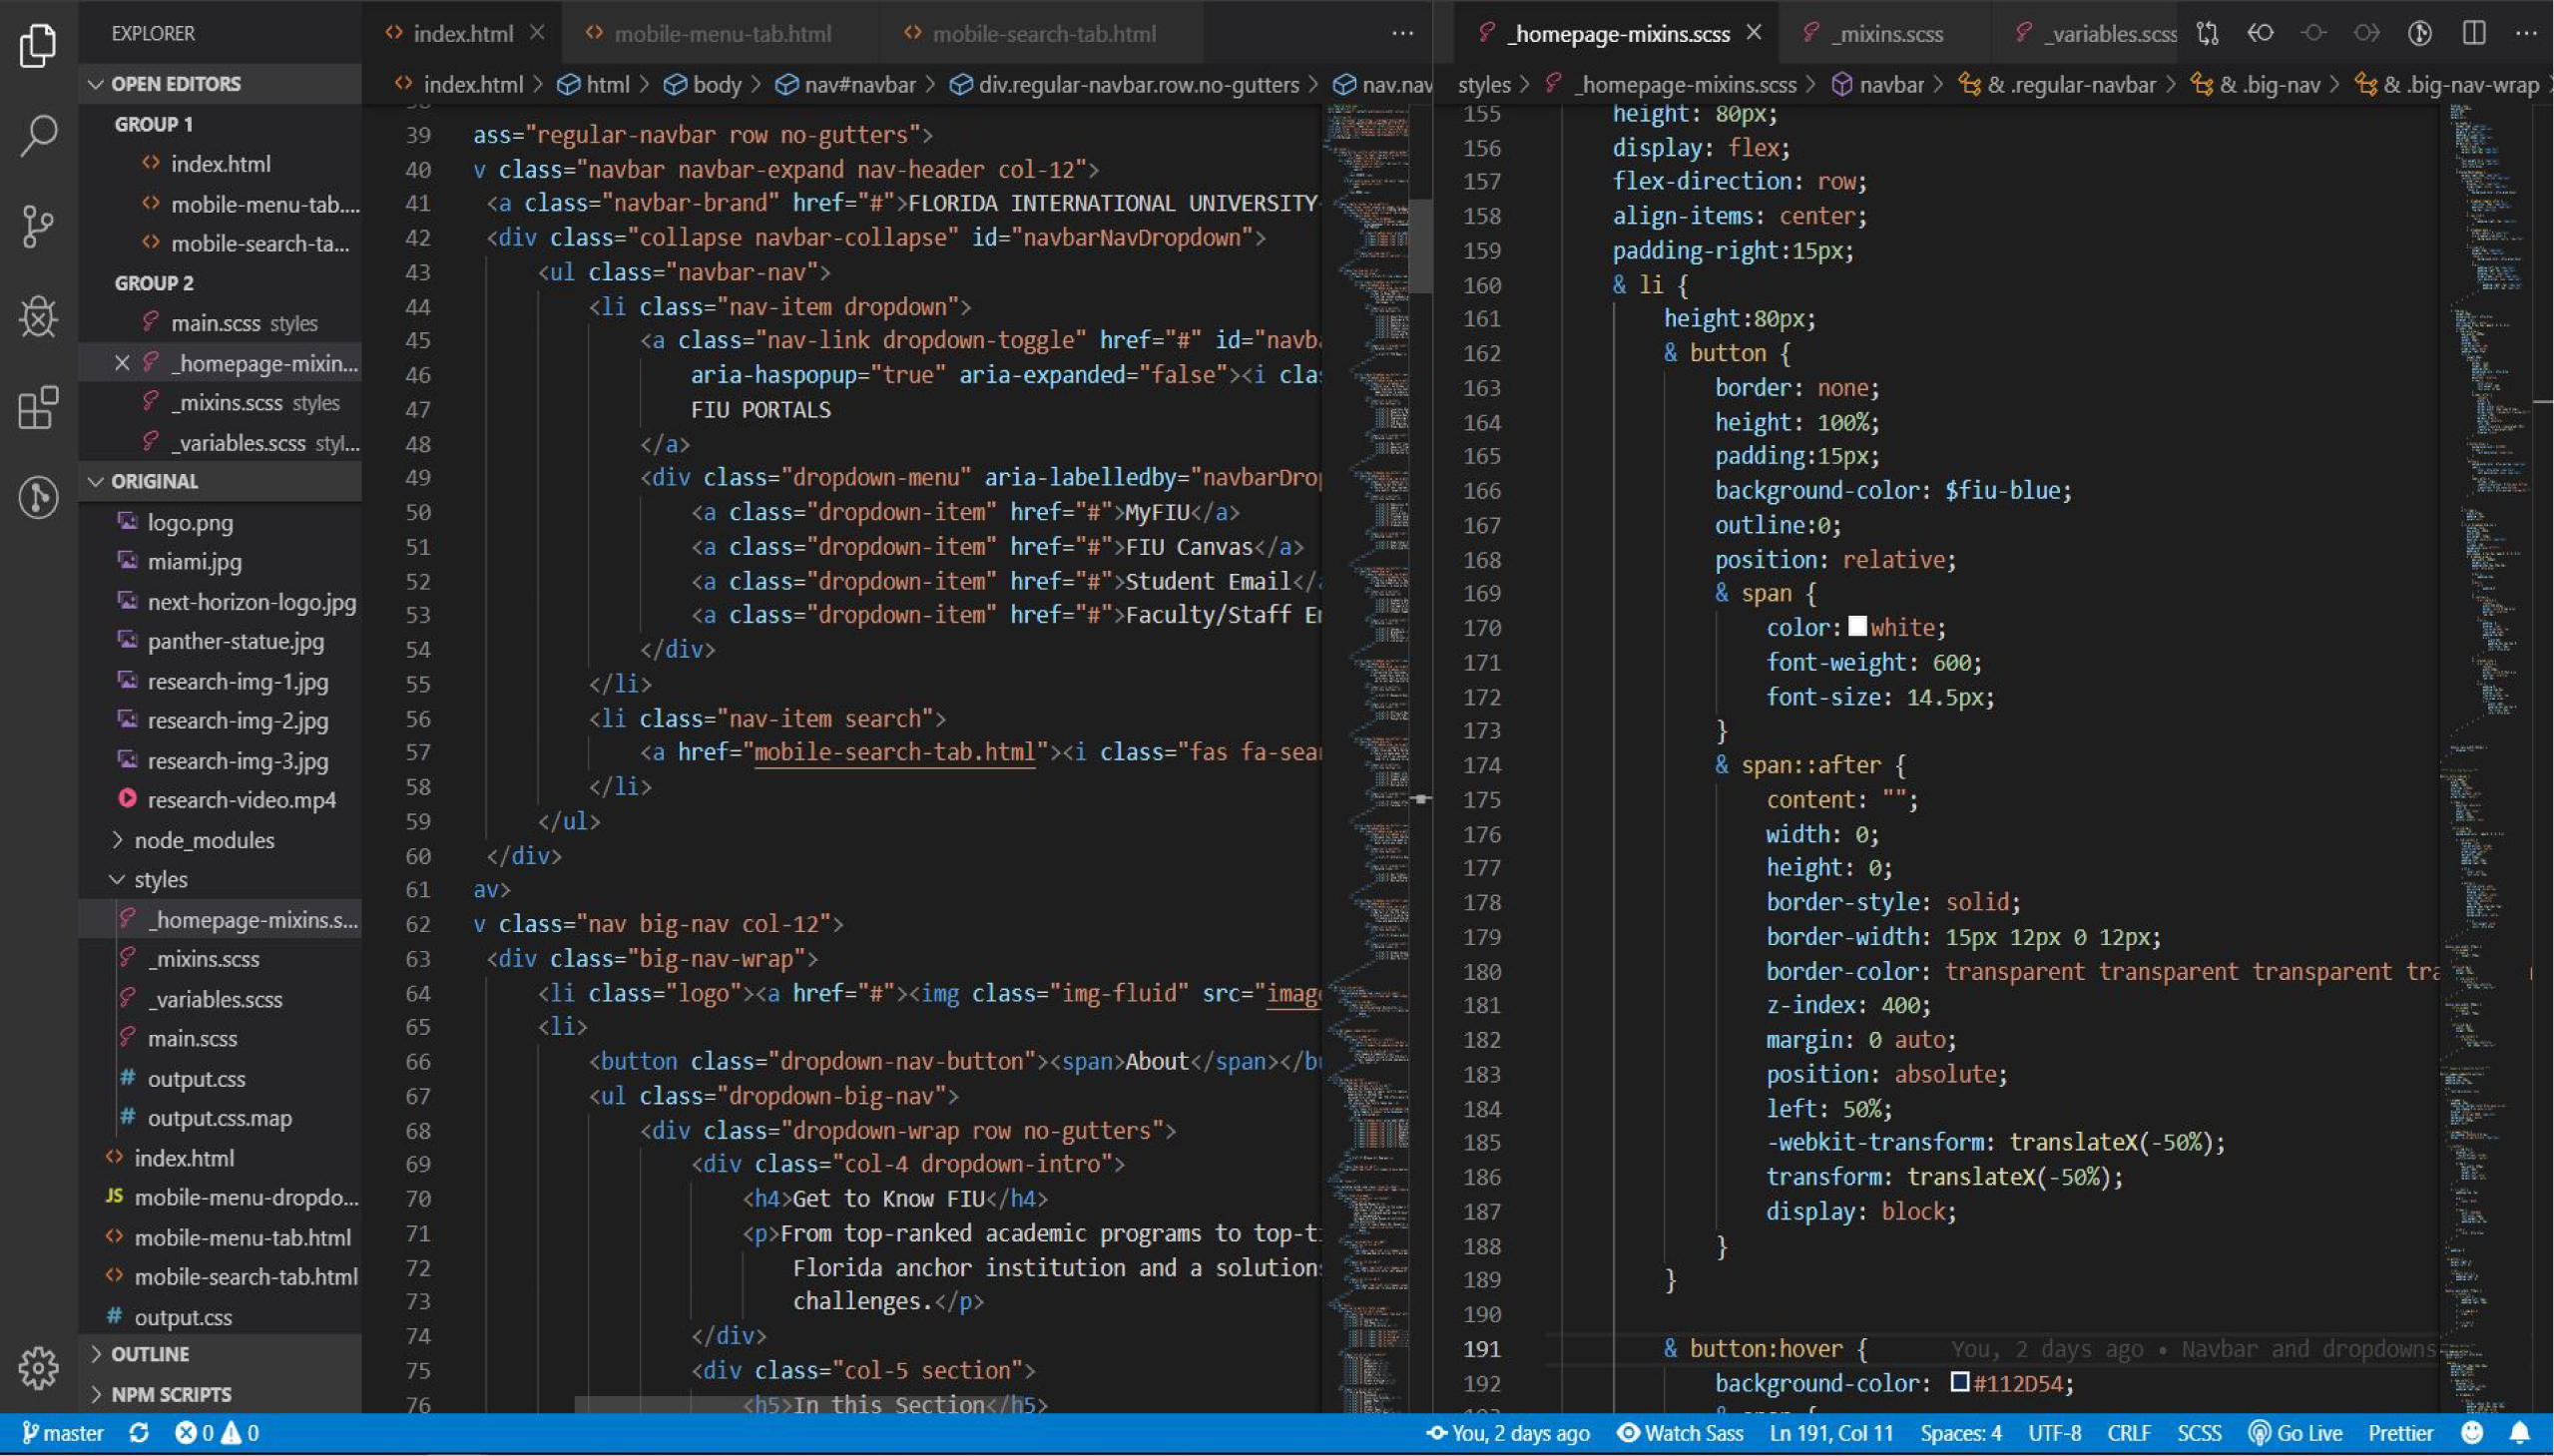 EXPLORER
OPEN EDITORS
GROUP 1
index.html
mobile-menu-tab....
mobile-search-ta...
GROUP 2
main.scss styles
_homepage-mixin...
_mixins.scss styles
_variables.scss styl...
ORIGINAL
logo.png
miami.jpg
next-horizon-logo.jpg
panther-statue.jpg
research-img-1.jpg
research-img-2.jpg
research-img-3.jpg
research-video.mp4
node_modules
styles
_homepage-mixins.s...
_mixins.scss
_variables.scss
main.scss
# output.css
# output.css.map
index.html
JS mobile-menu-dropdo...
mobile-menu-tab.html
mobile-search-tab.html
# output.css
OUTLINE
NPM SCRIPTS
index.html mobile-menu-tab.html mobile-search-tab.html ...
index.html > html > body > nav#navbar > div.regular-navbar.row.no-gutters > nav.nav
39 ass="regular-navbar row no-gutters">
40 v class="navbar navbar-expand nav-header col-12">
41 <a class="navbar-brand" href="#">FLORIDA INTERNATIONAL UNIVERSITY
42 <div class="collapse navbar-collapse" id="navbarNavDropdown">
43 <ul class="navbar-nav">
44 <li class="nav-item dropdown">
45 <a class="nav-link dropdown-toggle" href="#" id="navb
46 aria-haspopup="true" aria-expanded="false"><i cla
47 FIU PORTALS
48 </a>
49 <div class="dropdown-menu" aria-labelledby="navbarDro
50 <a class="dropdown-item" href="#">MyFIU</a>
51 <a class="dropdown-item" href="#">FIU Canvas</a>
52 <a class="dropdown-item" href="#">Student Email</
53 <a class="dropdown-item" href="#">Faculty/Staff E
54 </div>
55 </li>
56 <li class="nav-item search">
57 <a href="mobile-search-tab.html"><i class="fas fa-sea
58 </li>
59 </ul>
60 </div>
61 av>
62 v class="nav big-nav col-12">
63 <div class="big-nav-wrap">
64 <li class="logo"><a href="#"><img class="img-fluid" src="imag
65 <li>
66 <button class="dropdown-nav-button"><span>About</span></b
67 <ul class="dropdown-big-nav">
68 <div class="dropdown-wrap row no-gutters">
69 <div class="col-4 dropdown-intro">
70 <h4>Get to Know FIU</h4>
71 <p>From top-ranked academic programs to top-t
72 Florida anchor institution and a solution
73 challenges.</p>
74 </div>
75 <div class="col-5 section">
76 <h5>In this Section</h5>
_homepage-mixins.scss _mixins.scss _variables.scss ...
styles > _homepage-mixins.scss > navbar > & .regular-navbar > & .big-nav > & .big-nav-wrap >
155 height: 80px;
156 display: flex;
157 flex-direction: row;
158 align-items: center;
159 padding-right:15px;
160 & li {
161 height:80px;
162 & button {
163 border: none;
164 height: 100%;
165 padding:15px;
166 background-color: $fiu-blue;
167 outline:0;
168 position: relative;
169 & span {
170 color: white;
171 font-weight: 600;
172 font-size: 14.5px;
173 }
174 & span::after {
175 content: "";
176 width: 0;
177 height: 0;
178 border-style: solid;
179 border-width: 15px 12px 0 12px;
180 border-color: transparent transparent transparent tra
181 z-index: 400;
182 margin: 0 auto;
183 position: absolute;
184 left: 50%;
185 -webkit-transform: translateX(-50%);
186 transform: translateX(-50%);
187 display: block;
188 }
189 }
190
191 & button:hover { You, 2 days ago • Navbar and dropdowns
192 background-color: #112D54;
master 0 0 You, 2 days ago Watch Sass Ln 191, Col 11 Spaces: 4 UTF-8 CRLF SCSS Go Live Prettier